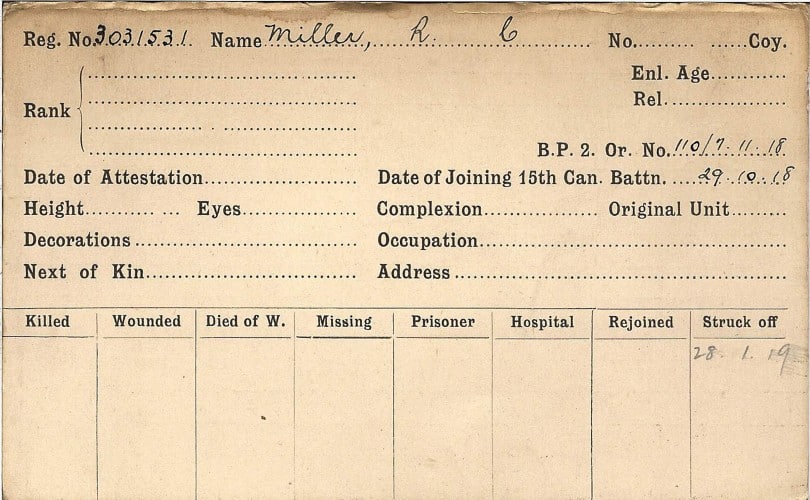 Reg. No. 3031531. Name Miller, R. C No. Coy.
Enl. Age
Rel.
Rank
B.P. 2. Or. No. 110/7.11.18
Date of Attestation Date of Joining 15th Can. Battn. 29.10.18
Height Eyes Complexion Original Unit
Decorations Occupation
Next of Kin Address
Killed Wounded Died of W. Missing Prisoner Hospital Rejoined Struck off
28.1.19